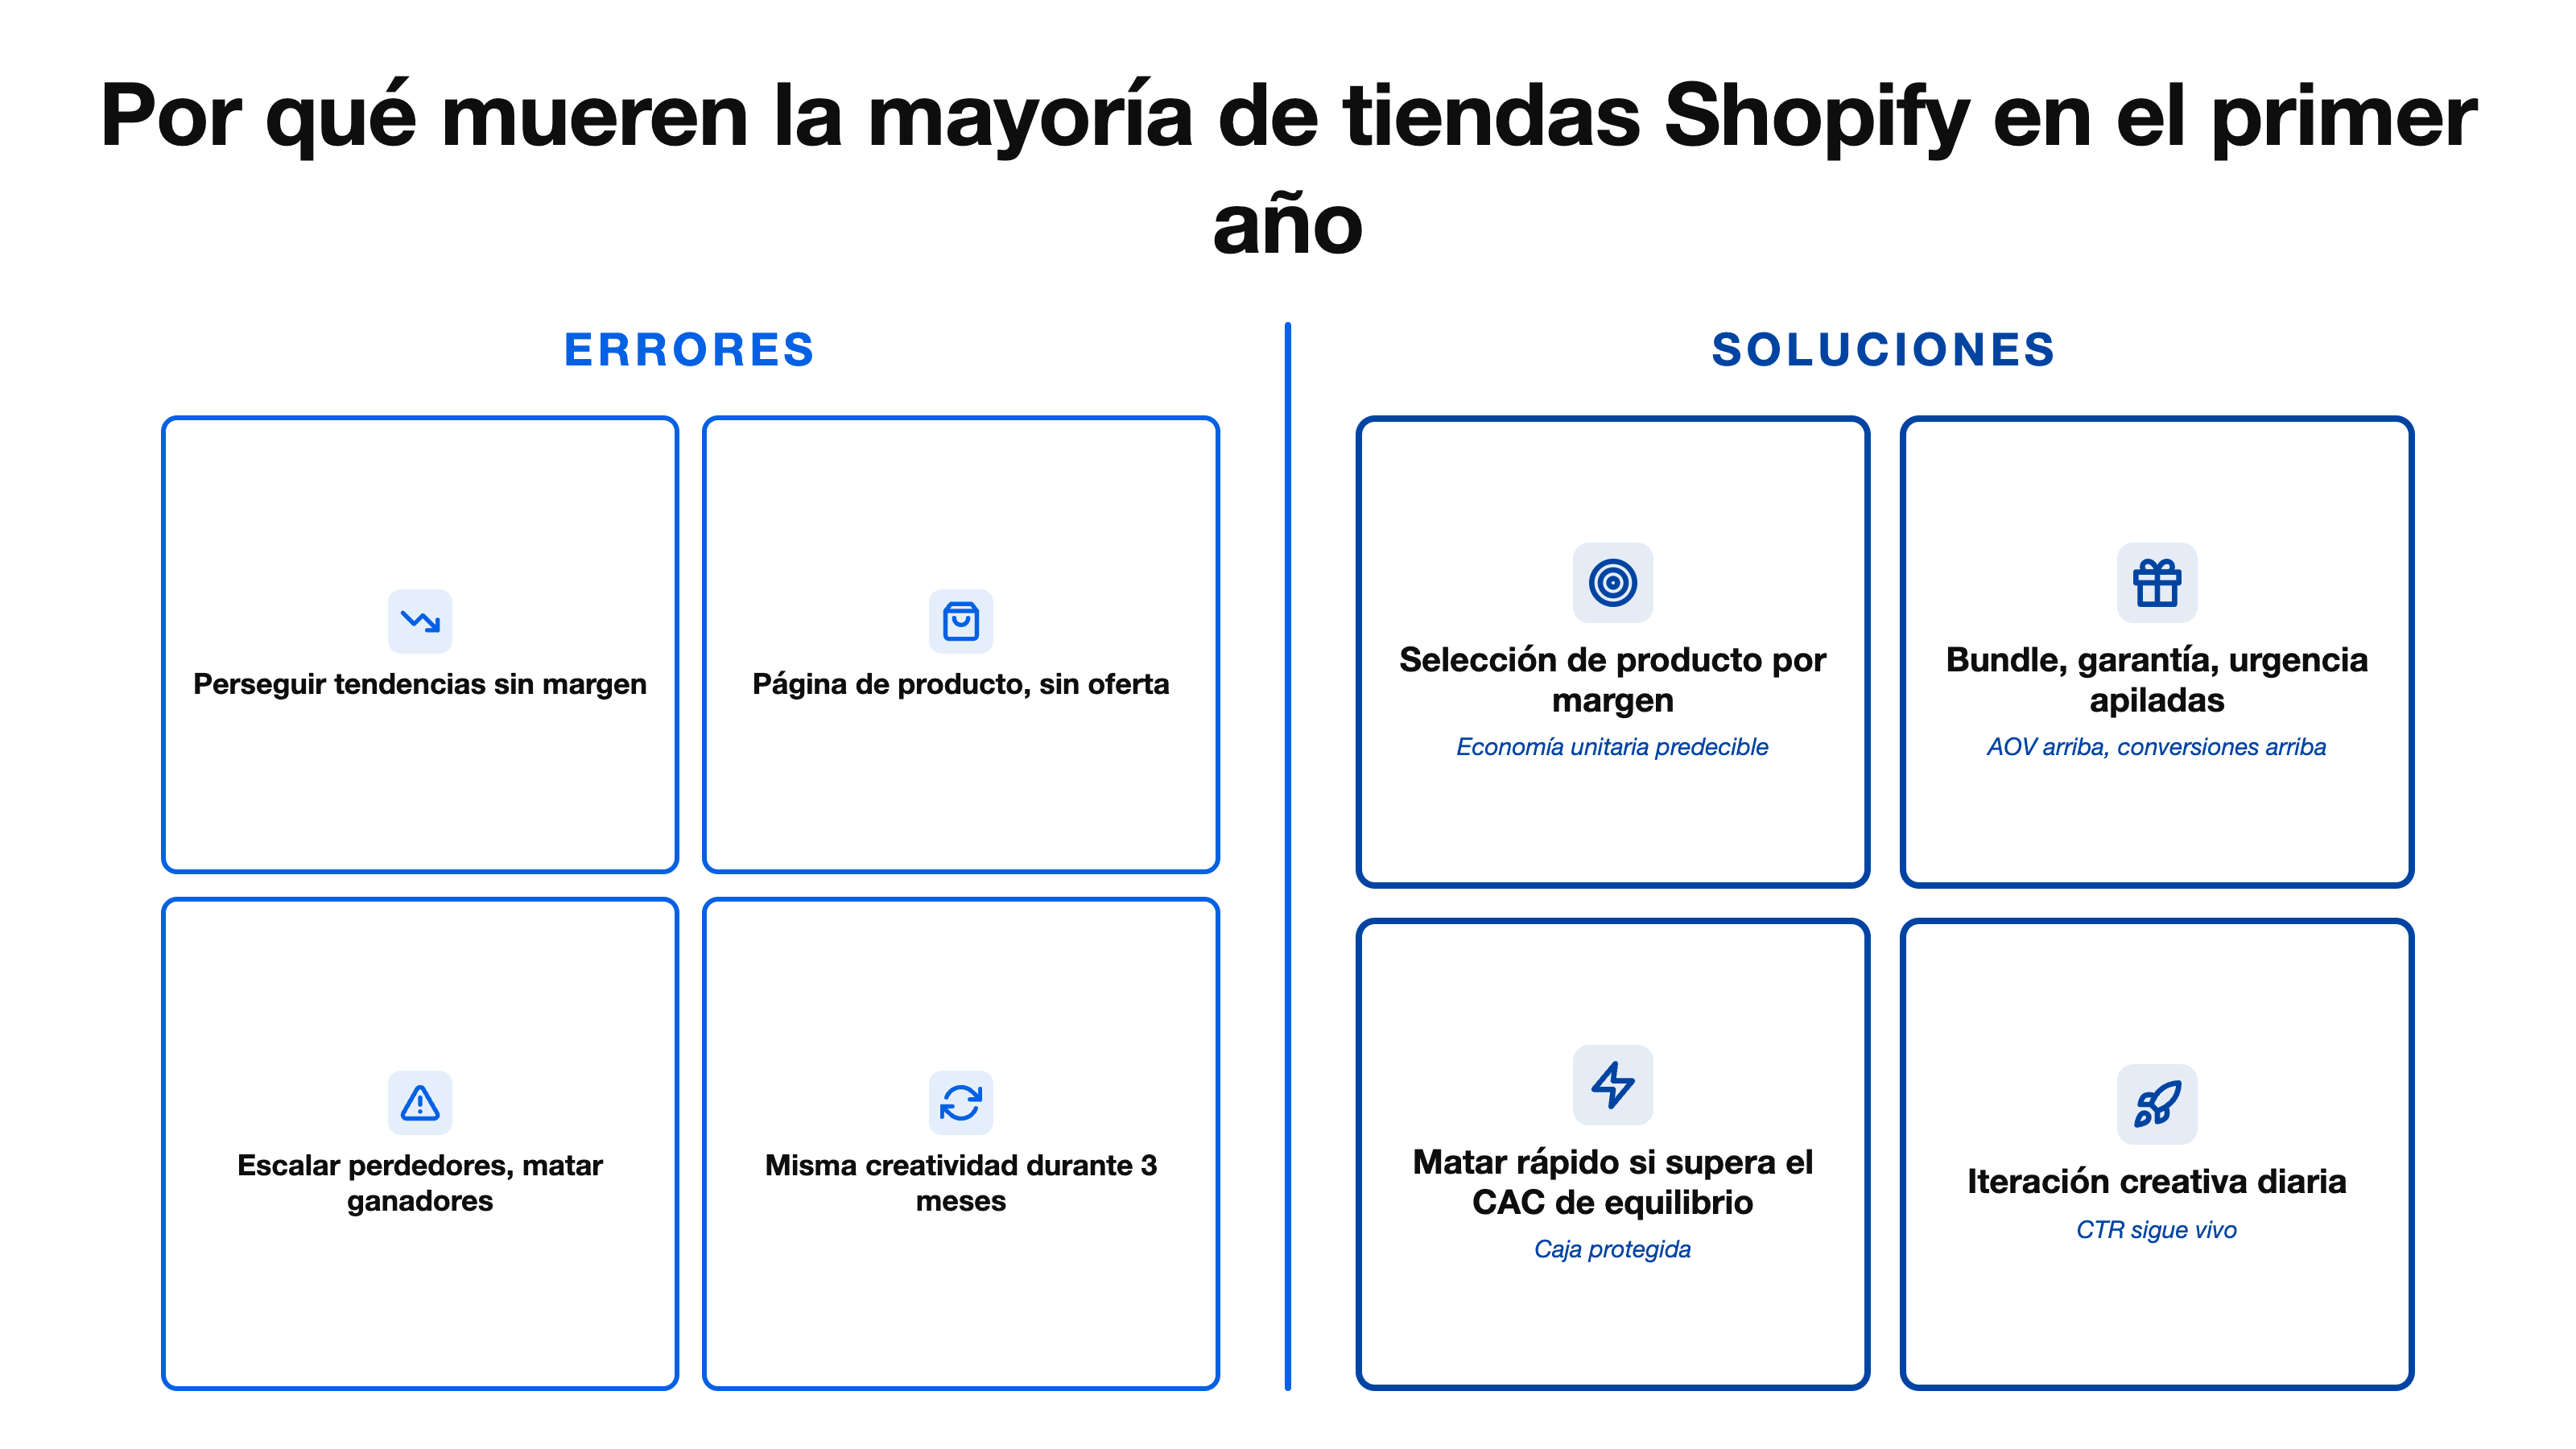 Por qué mueren la mayoría de tiendas Shopify en el primer
año
ERRORES
Perseguir tendencias sin margen
Página de producto, sin oferta
Escalar perdedores, matar
ganadores
Misma creatividad durante 3
meses
SOLUCIONES
Selección de producto por
margen
Economía unitaria predecible
Bundle, garantía, urgencia
apiladas
AOV arriba, conversiones arriba
Matar rápido si supera el
CAC de equilibrio
Caja protegida
Iteración creativa diaria
CTR sigue vivo